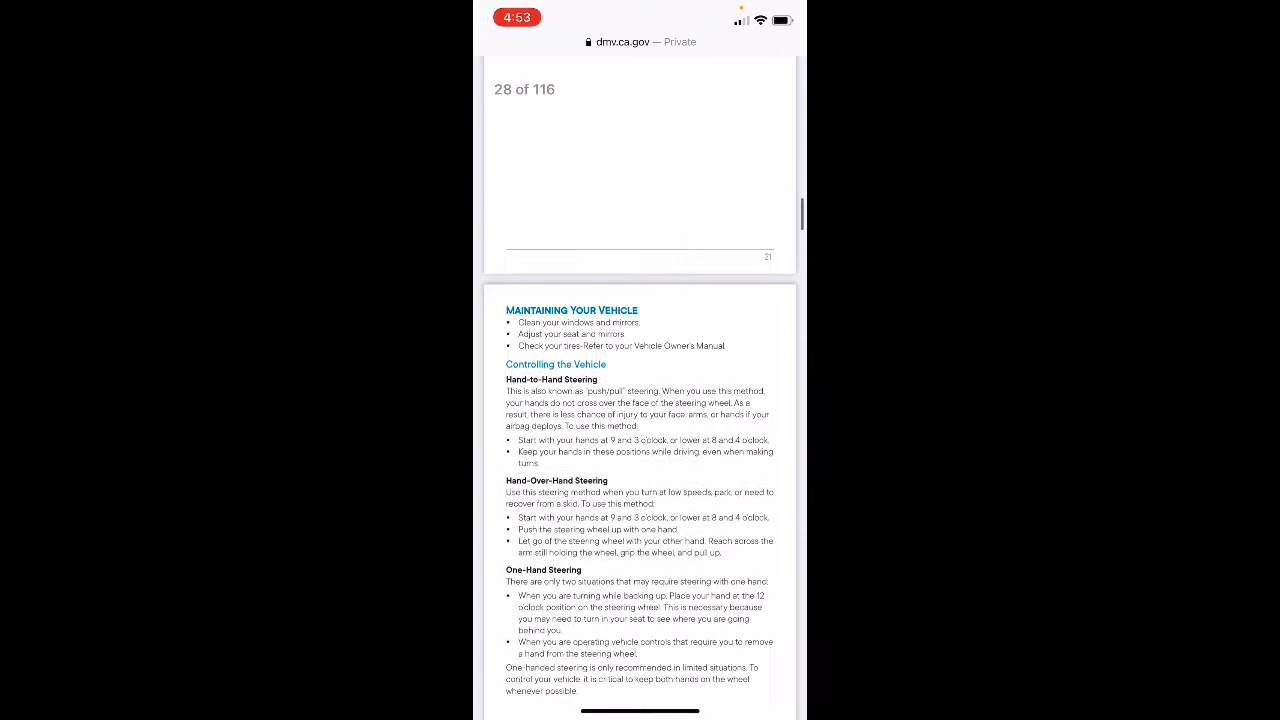 4:53
dmv.ca.gov — Private
28 of 116
21
MAINTAINING YOUR VEHICLE
• Clean your windows and mirrors.
• Adjust your seat and mirrors
• Check your tires-Refer to your Vehicle Owner's Manual.
Controlling the Vehicle
Hand-to-Hand Steering
This is also known as "push/pull" steering. When you use this method,
your hands do not cross over the face of the steering wheel. As a
result, there is less chance of injury to your face, arms, or hands if your
airbag deploys. To use this method:
• Start with your hands at 9 and 3 o'clock, or lower at 8 and 4 o'clock.
• Keep your hands in these positions while driving, even when making
turns.
Hand-Over-Hand Steering
Use this steering method when you turn at low speeds, park, or need to
recover from a skid. To use this method:
• Start with your hands at 9 and 3 o'clock, or lower at 8 and 4 o'clock.
• Push the steering wheel up with one hand.
• Let go of the steering wheel with your other hand. Reach across the
arm still holding the wheel, grip the wheel, and pull up.
One-Hand Steering
There are only two situations that may require steering with one hand:
• When you are turning while backing up. Place your hand at the 12
o'clock position on the steering wheel. This is necessary because
you may need to turn in your seat to see where you are going
behind you.
• When you are operating vehicle controls that require you to remove
a hand from the steering wheel.
One-handed steering is only recommended in limited situations. To
control your vehicle, it is critical to keep both hands on the wheel
whenever possible.